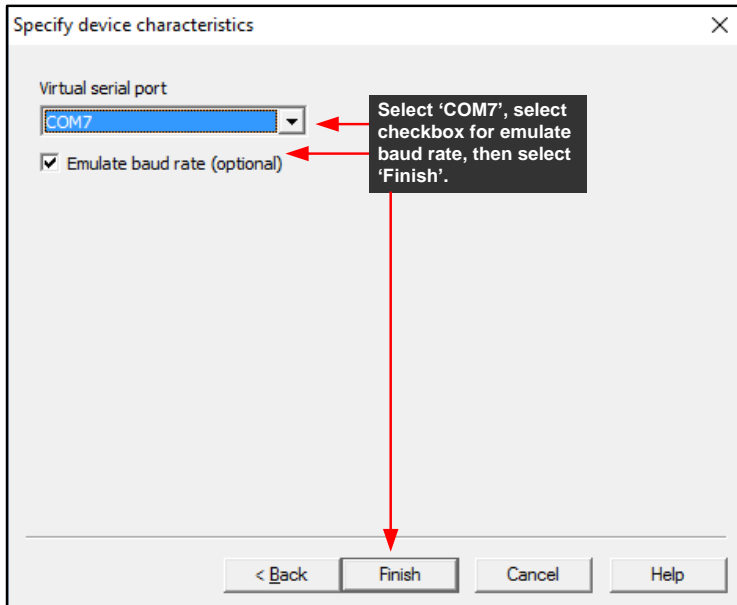 Specify device characteristics
Virtual serial port
COM7
Emulate baud rate (optional)
Select ‘COM7’, select
checkbox for emulate
baud rate, then select
‘Finish’.
< Back
Finish
Cancel
Help